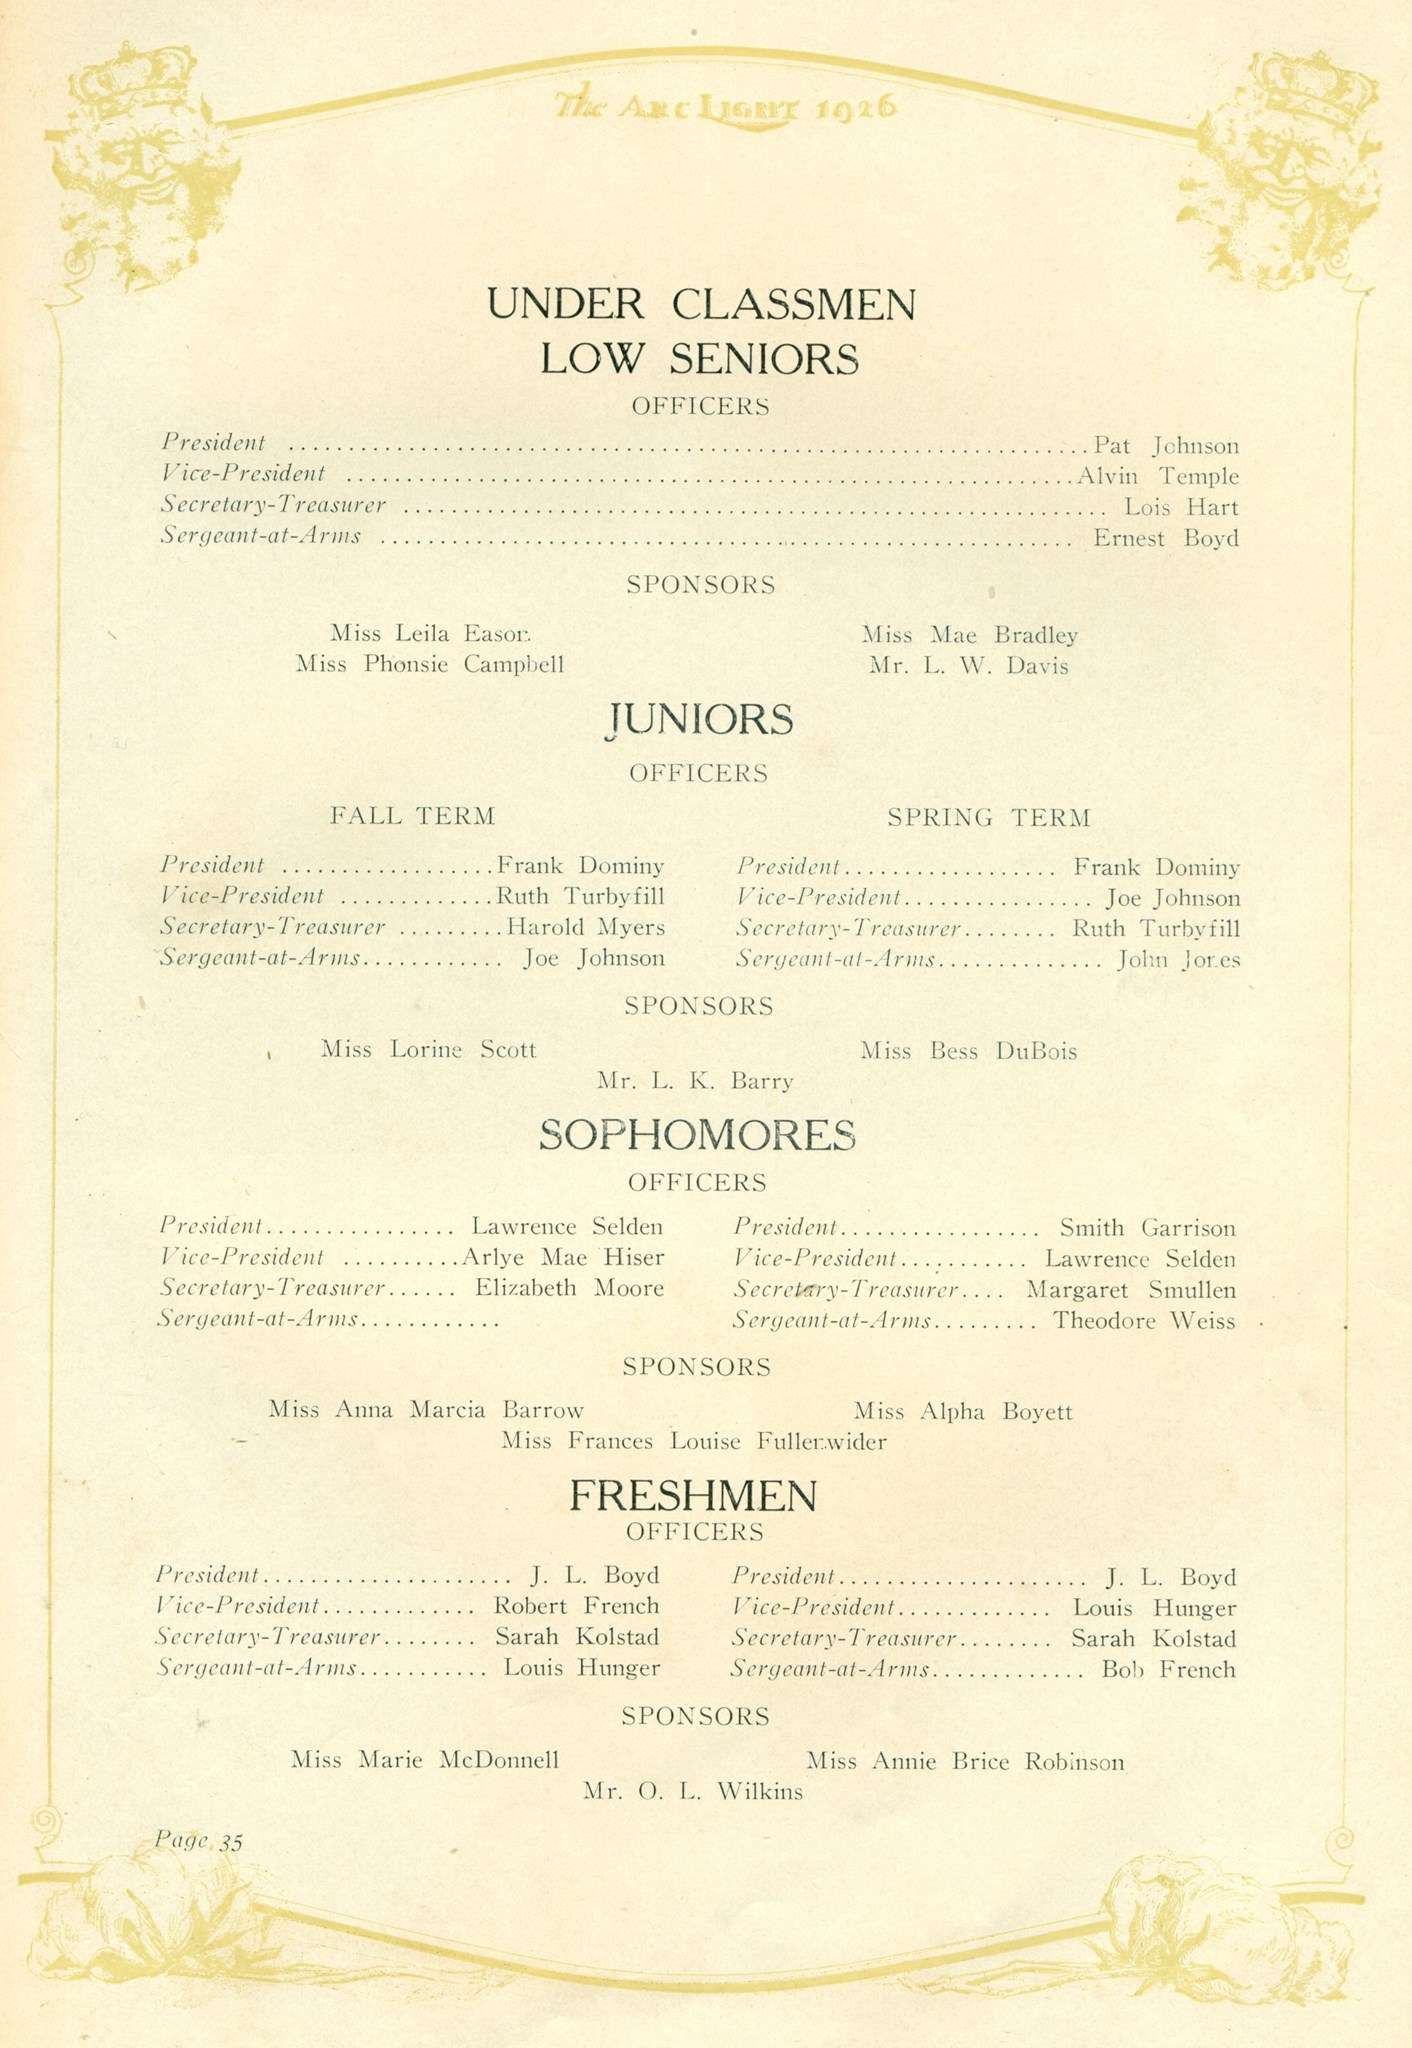 The Arc Light 1926
UNDER CLASSMEN
LOW SENIORS
OFFICERS
President ........ Pat Johnson
Vice-President ........ Alvin Temple
Secretary-Treasurer ........ Lois Hart
Sergeant-at-Arms ........ Ernest Boyd
SPONSORS
Miss Leila Eason Miss Mae Bradley
Miss Phonsie Campbell Mr. L. W. Davis
JUNIORS
OFFICERS
FALL TERM SPRING TERM
President ........ Frank Dominy President ........ Frank Dominy
Vice-President ........ Ruth Turbyfill Vice-President ........ Joe Johnson
Secretary-Treasurer ........ Harold Myers Secretary-Treasurer ........ Ruth Turbyfill
Sergeant-at-Arms ........ Joe Johnson Sergeant-at-Arms ........ John Jones
SPONSORS
Miss Lorine Scott Miss Bess DuBois
Mr. L. K. Barry
SOPHOMORES
OFFICERS
President ........ Lawrence Selden President ........ Smith Garrison
Vice-President ........ Arlye Mae Hiser Vice-President ........ Lawrence Selden
Secretary-Treasurer ...... Elizabeth Moore Secretary-Treasurer .... Margaret Smullen
Sergeant-at-Arms ........ Sergeant-at-Arms ........ Theodore Weiss
SPONSORS
Miss Anna Marcia Barrow Miss Alpha Boyett
Miss Frances Louise Fullenwider
FRESHMEN
OFFICERS
President ........ J. L. Boyd President ........ J. L. Boyd
Vice-President ........ Robert French Vice-President ........ Louis Hunger
Secretary-Treasurer ........ Sarah Kolstad Secretary-Treasurer ........ Sarah Kolstad
Sergeant-at-Arms ........ Louis Hunger Sergeant-at-Arms ........ Bob French
SPONSORS
Miss Marie McDonnell Miss Annie Brice Robinson
Mr. O. L. Wilkins
Page 35